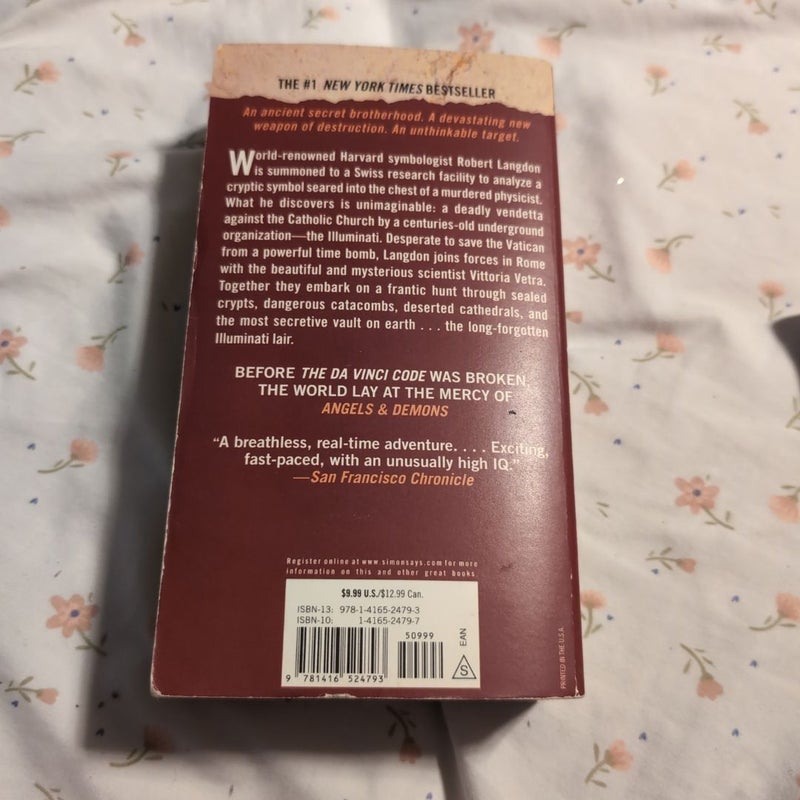 THE #1 NEW YORK TIMES BESTSELLER
An ancient secret brotherhood. A devastating new
weapon of destruction. An unthinkable target.
World-renowned Harvard symbologist Robert Langdon
is summoned to a Swiss research facility to analyze a
cryptic symbol seared into the chest of a murdered physicist.
What he discovers is unimaginable: a deadly vendetta
against the Catholic Church by a centuries-old underground
organization—the Illuminati. Desperate to save the Vatican
from a powerful time bomb, Langdon joins forces in Rome
with the beautiful and mysterious scientist Vittoria Vetra.
Together they embark on a frantic hunt through sealed
crypts, dangerous catacombs, deserted cathedrals, and
the most secretive vault on earth . . . the long-forgotten
Illuminati lair.
BEFORE THE DA VINCI CODE WAS BROKEN,
THE WORLD LAY AT THE MERCY OF
ANGELS & DEMONS
“A breathless, real-time adventure. . . . Exciting,
fast-paced, with an unusually high IQ.”
—San Francisco Chronicle
Register online at www.simonsays.com for more
information on this and other great books.
$9.99 U.S./$12.99 Can.
ISBN-13: 978-1-4165-2479-3
ISBN-10: 1-4165-2479-7
50999
9 781416 524793
EAN
S
PRINTED IN THE U.S.A.